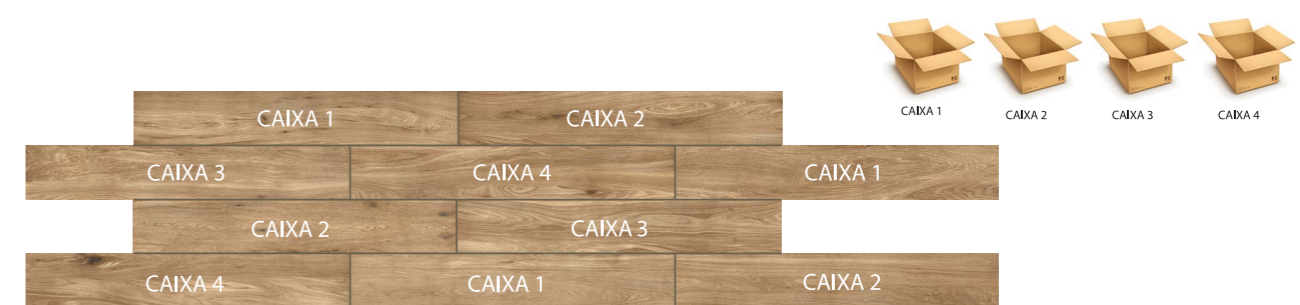 CAIXA 1 CAIXA 2 CAIXA 3 CAIXA 4
CAIXA 1 CAIXA 2
CAIXA 3 CAIXA 4 CAIXA 1
CAIXA 2 CAIXA 3
CAIXA 4 CAIXA 1 CAIXA 2